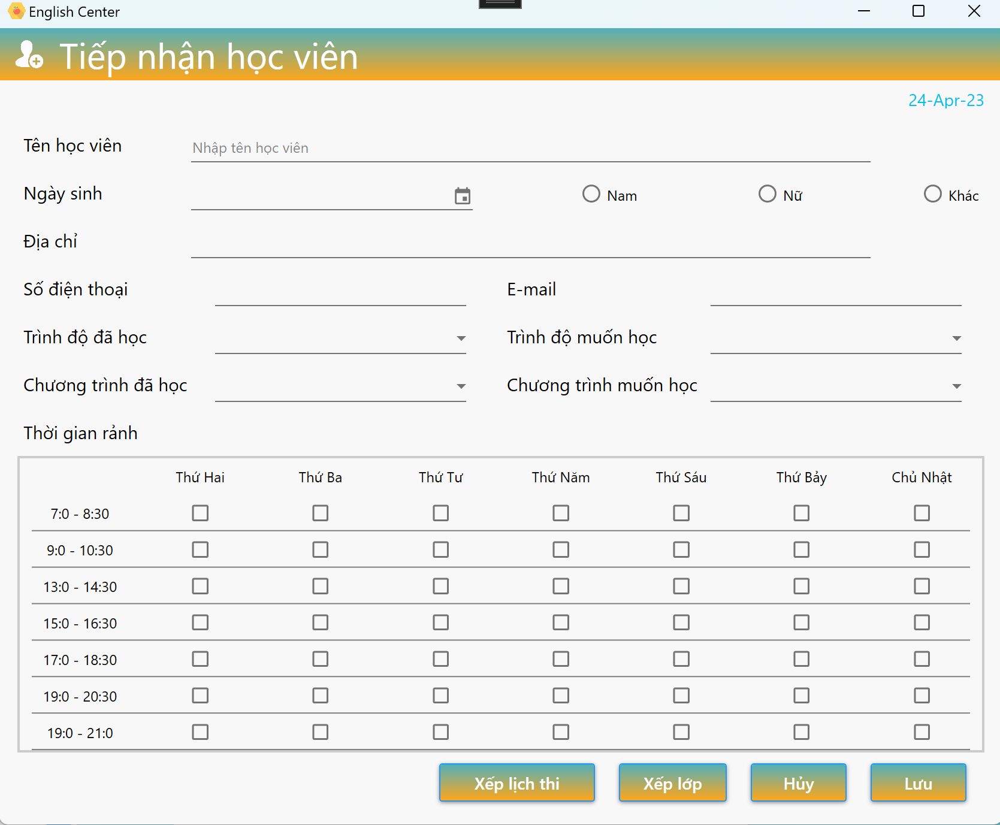 English Center
Tiếp nhận học viên
24-Apr-23
Tên học viên Nhập tên học viên
Ngày sinh Nam Nữ Khác
Địa chỉ
Số điện thoại E-mail
Trình độ đã học Trình độ muốn học
Chương trình đã học Chương trình muốn học
Thời gian rảnh
Thứ Hai Thứ Ba Thứ Tư Thứ Năm Thứ Sáu Thứ Bảy Chủ Nhật
7:0 - 8:30
9:0 - 10:30
13:0 - 14:30
15:0 - 16:30
17:0 - 18:30
19:0 - 20:30
19:0 - 21:0
Xếp lịch thi Xếp lớp Hủy Lưu